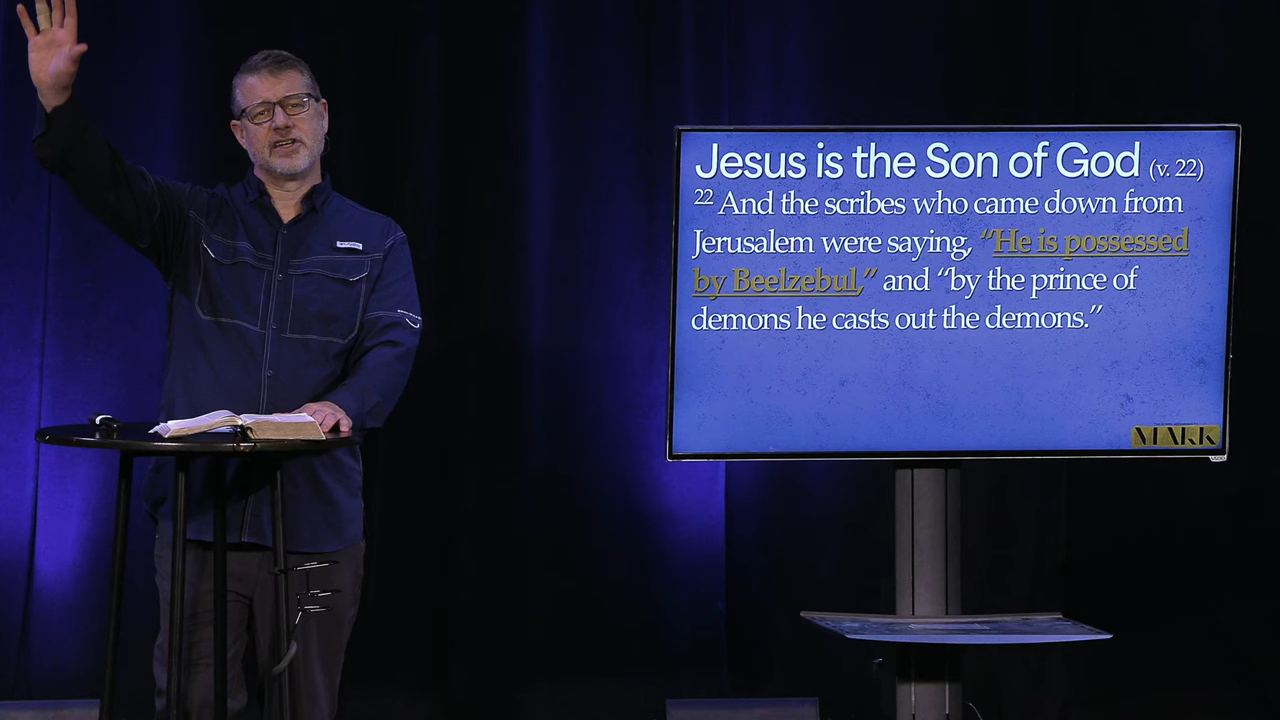 Jesus is the Son of God (v. 22)
22 And the scribes who came down from
Jerusalem were saying, “He is possessed
by Beelzebul,” and “by the prince of
demons he casts out the demons.”
MARK